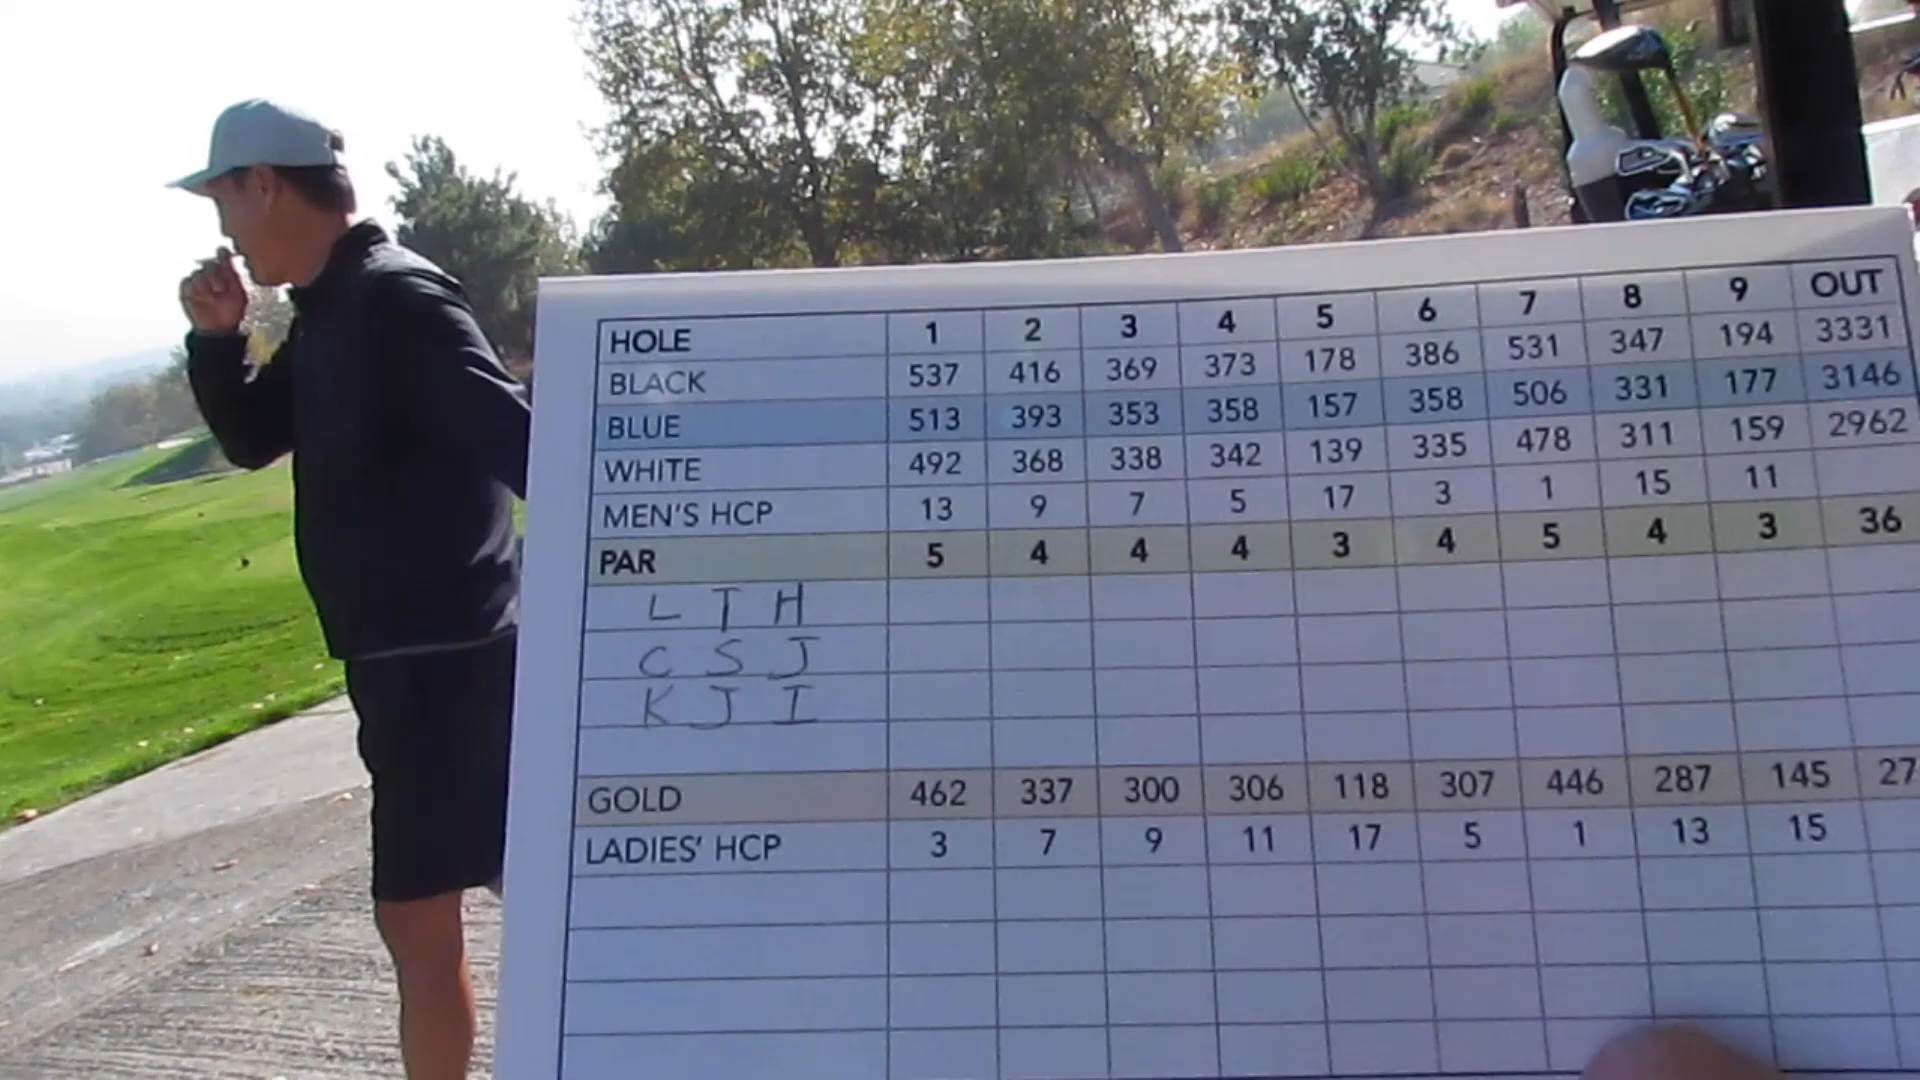 HOLE 1 2 3 4 5 6 7 8 9 OUT
BLACK 537 416 369 373 178 386 531 347 194 3331
BLUE 513 393 353 358 157 358 506 331 177 3146
WHITE 492 368 338 342 139 335 478 311 159 2962
MEN'S HCP 13 9 7 5 17 3 1 15 11
PAR 5 4 4 4 3 4 5 4 3 36
L T H
C S J
K J I
GOLD 462 337 300 306 118 307 446 287 145 27
LADIES' HCP 3 7 9 11 17 5 1 13 15